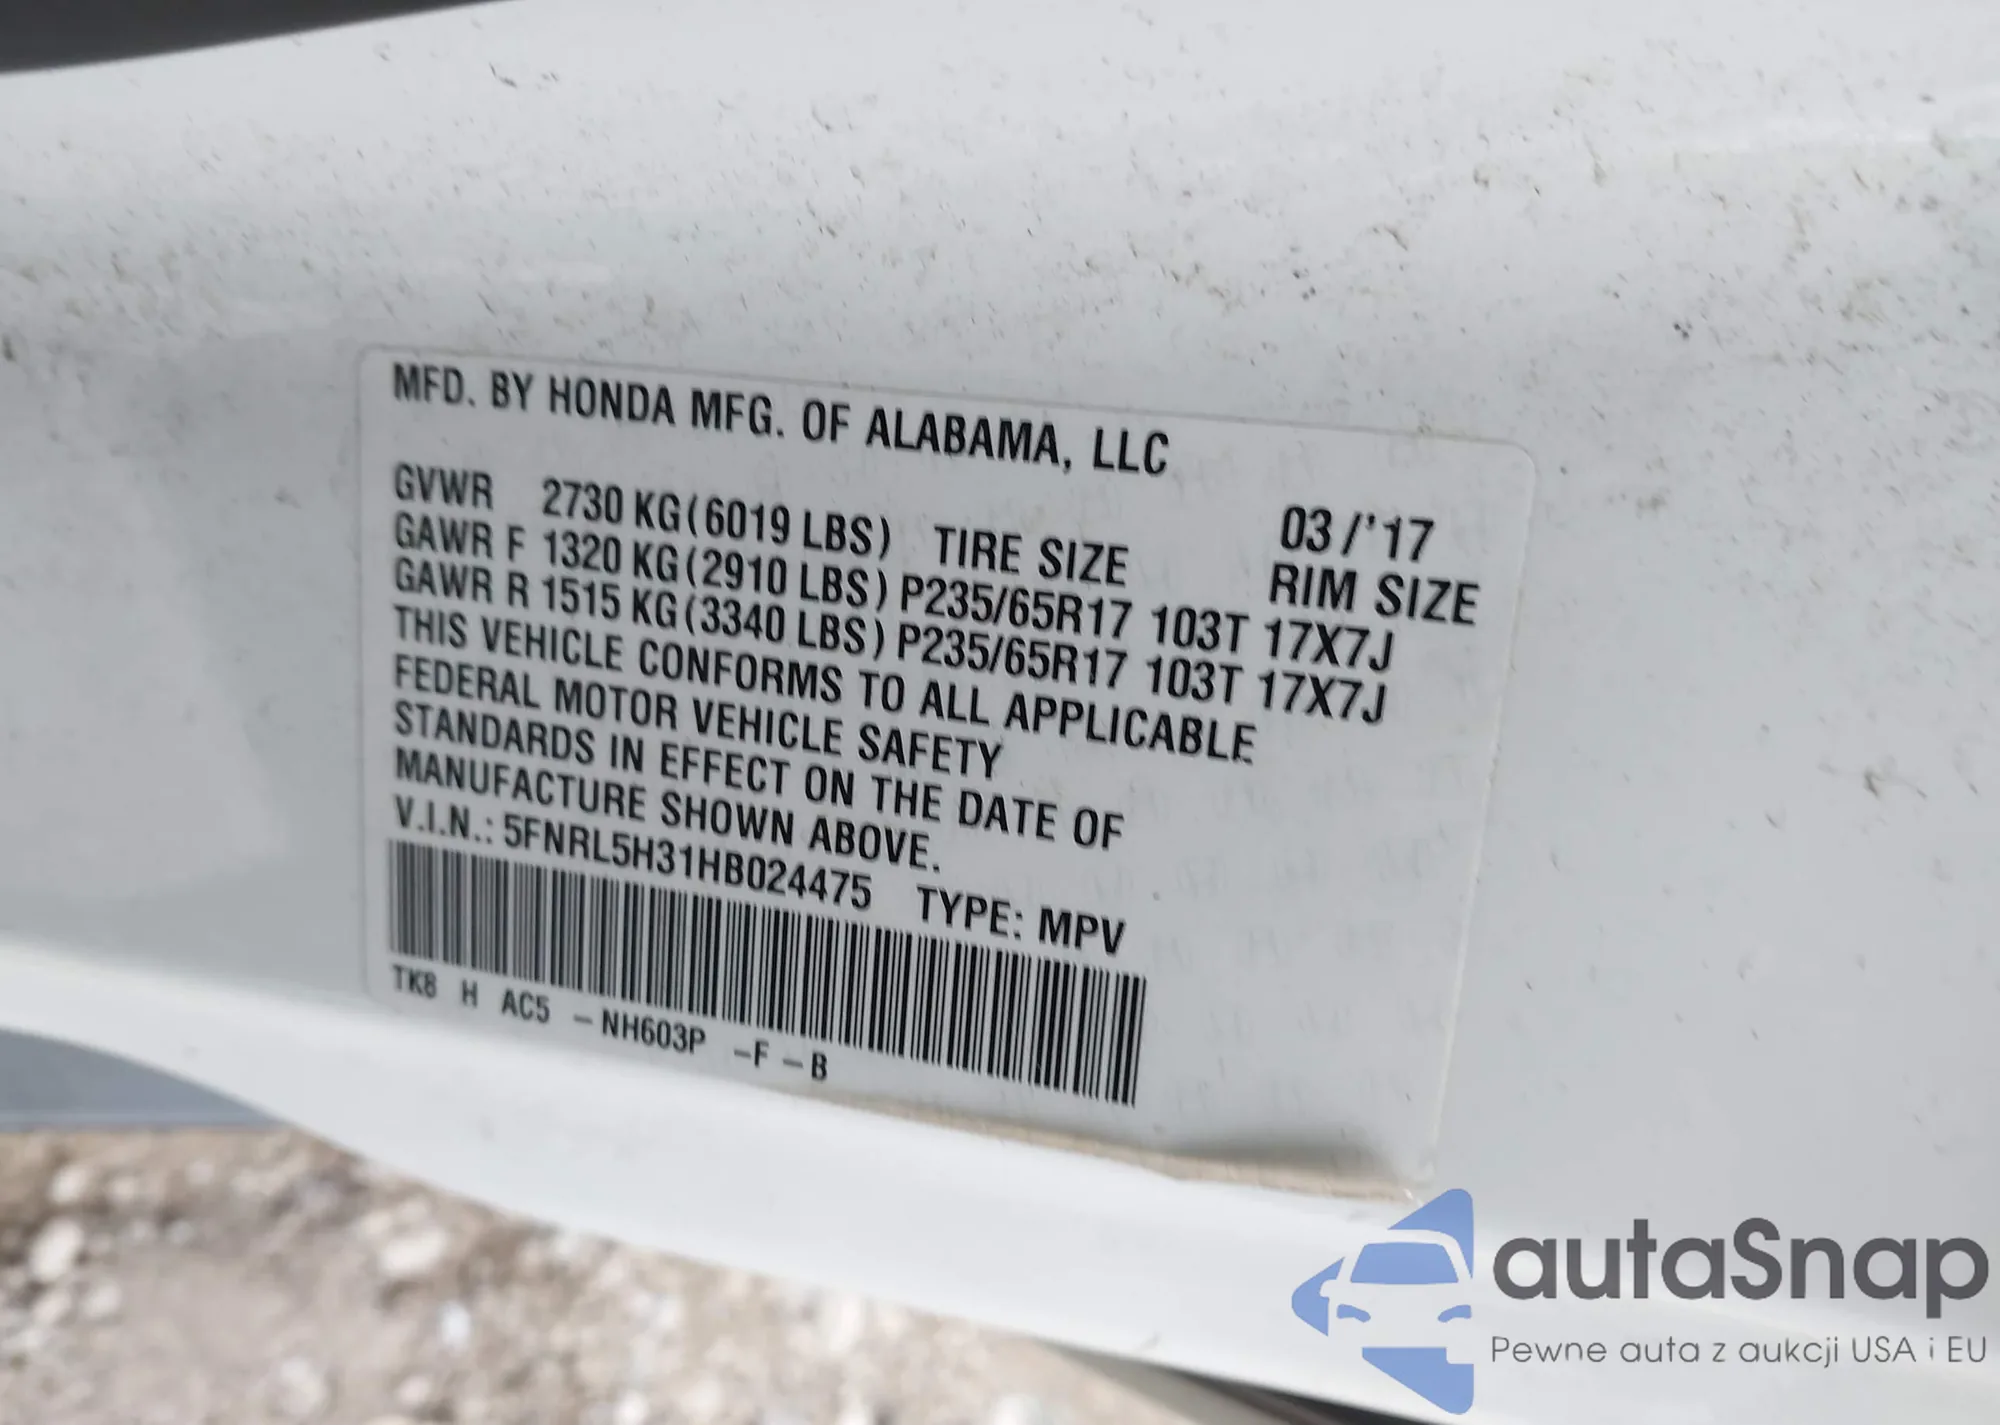 MFD. BY HONDA MFG. OF ALABAMA, LLC
03/'17
GVWR 2730 KG(6019 LBS) TIRE SIZE RIM SIZE
GAWR F 1320 KG(2910 LBS) P235/65R17 103T 17X7J
GAWR R 1515 KG(3340 LBS) P235/65R17 103T 17X7J
THIS VEHICLE CONFORMS TO ALL APPLICABLE
FEDERAL MOTOR VEHICLE SAFETY
STANDARDS IN EFFECT ON THE DATE OF
MANUFACTURE SHOWN ABOVE.
V.I.N.: 5FNRL5H31HB024475 TYPE: MPV
TK8 H AC5 -NH603P -F-B
autaSnap
Pewne auta z aukcji USA i EU